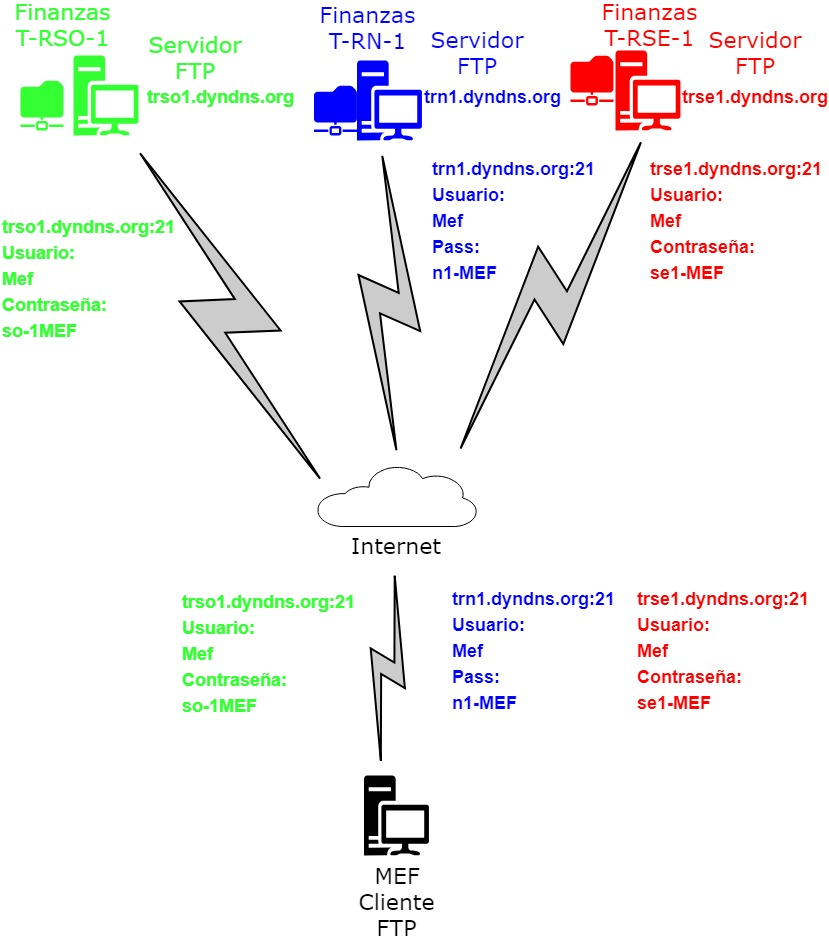 Finanzas
T-RSO-1
Servidor
FTP
trso1.dyndns.org
Finanzas
T-RN-1
Servidor
FTP
trn1.dyndns.org
Finanzas
T-RSE-1
Servidor
FTP
trse1.dyndns.org
trso1.dyndns.org:21
Usuario:
Mef
Contraseña:
so-1MEF
trn1.dyndns.org:21
Usuario:
Mef
Pass:
n1-MEF
trse1.dyndns.org:21
Usuario:
Mef
Contraseña:
se1-MEF
Internet
trso1.dyndns.org:21
Usuario:
Mef
Contraseña:
so-1MEF
trn1.dyndns.org:21
Usuario:
Mef
Pass:
n1-MEF
trse1.dyndns.org:21
Usuario:
Mef
Contraseña:
se1-MEF
MEF
Cliente
FTP